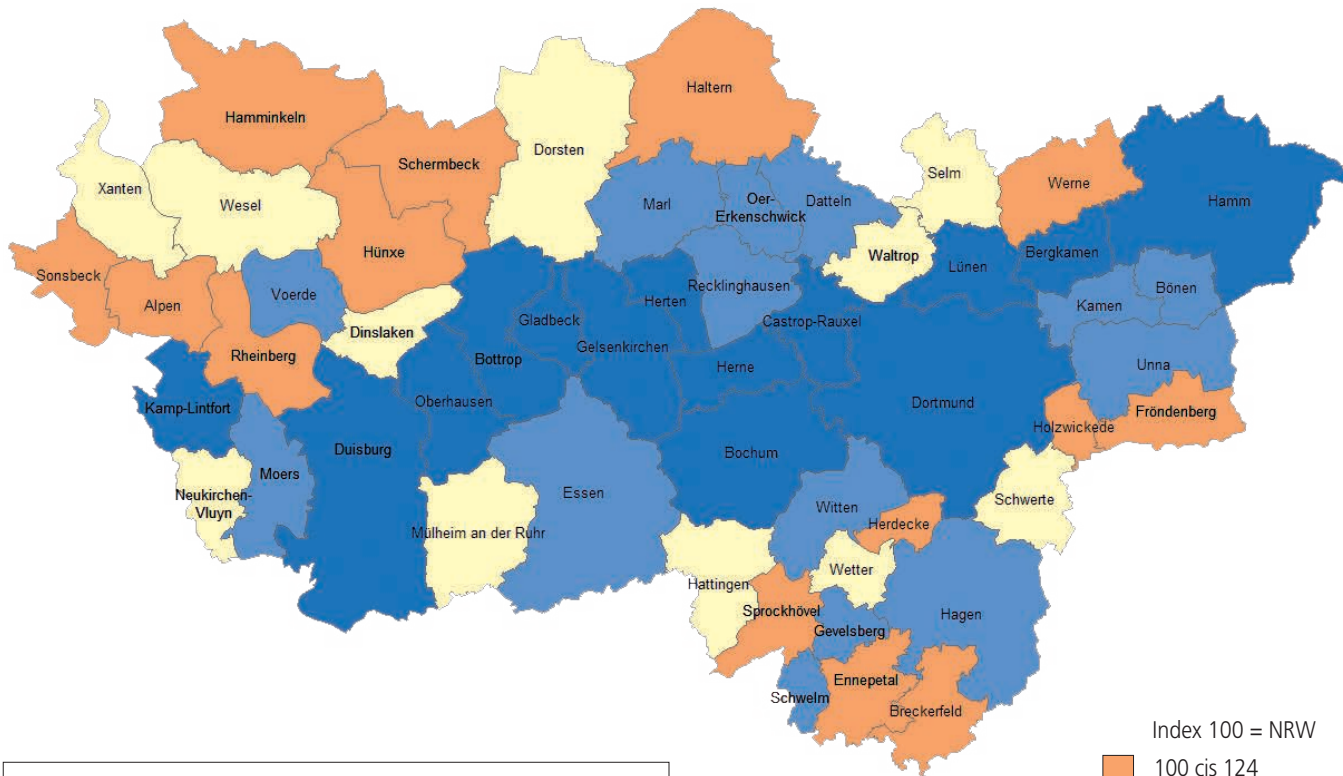 Haltern
Hamminkeln
Dorsten
Schermbeck
Selm
Werne
Xanten
Wesel
Marl
Oer-
Erkenschwick
Datteln
Hamm
Hünxe
Waltrop
Bergkamen
Sonsbeck
Alpen
Voerde
Recklinghausen
Lünen
Kamen
Bönen
Dinslaken
Gladbeck
Herten
Castrop-Rauxel
Rheinberg
Bottrop
Gelsenkirchen
Herne
Unna
Kamp-Lintfort
Oberhausen
Dortmund
Fröndenberg
Holzwickede
Duisburg
Bochum
Moers
Neukirchen-
Vluyn
Essen
Witten
Schwerte
Mülheim an der Ruhr
Herdecke
Hattingen
Wetter
Sprockhövel
Hagen
Gevelsberg
Ennepetal
Schwelm
Breckerfeld
Index 100 = NRW
100 cis 124